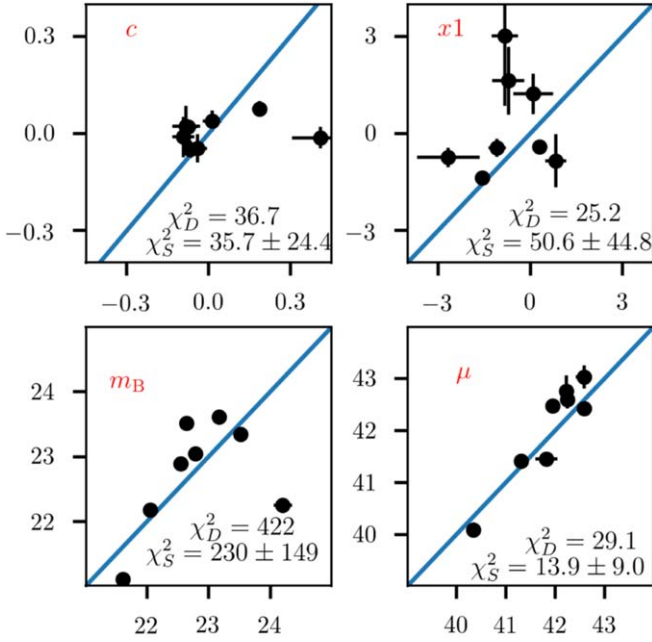 c
0.3
0.0
−0.3
χ²_D = 36.7
χ²_S = 35.7 ± 24.4
−0.3 0.0 0.3
x1
3
0
−3
χ²_D = 25.2
χ²_S = 50.6 ± 44.8
−3 0 3
m_B
24
23
22
χ²_D = 422
χ²_S = 230 ± 149
22 23 24
μ
43
42
41
40
χ²_D = 29.1
χ²_S = 13.9 ± 9.0
40 41 42 43